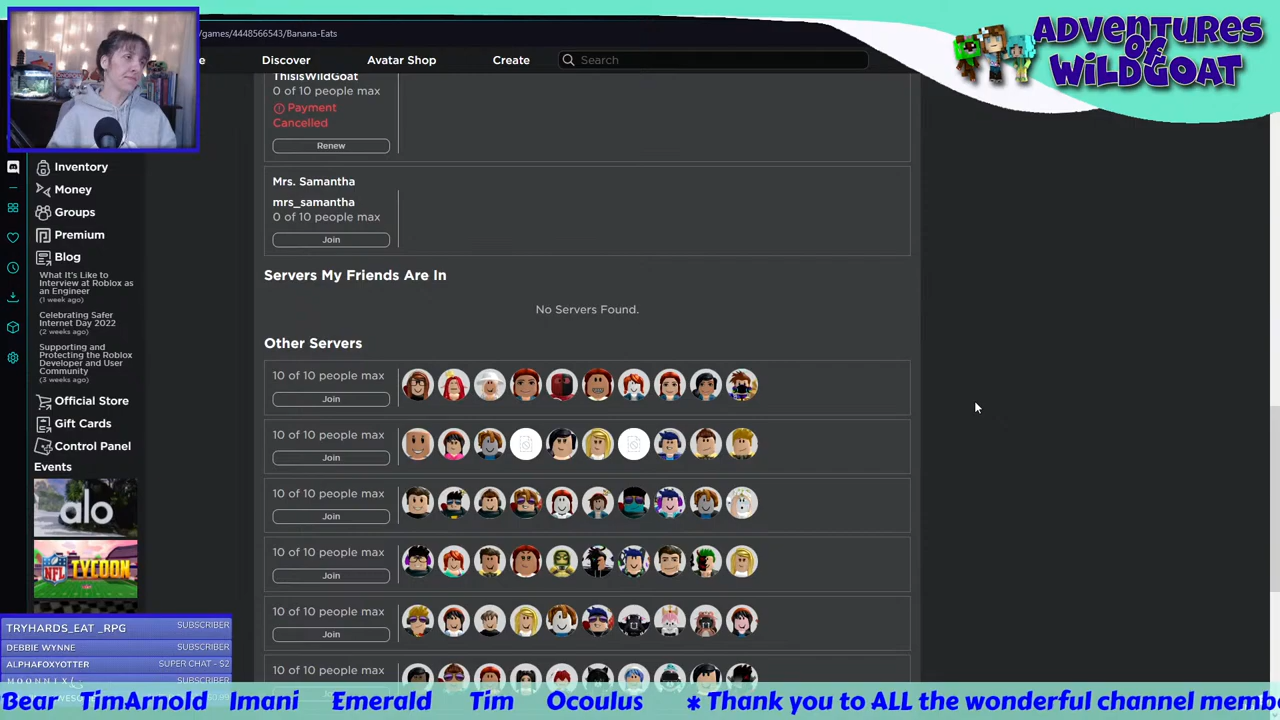 /games/4448566543/Banana-Eats
ADVENTURES
OF
WILDGOAT
Discover
Avatar Shop
Create
Search
ThisIsWildGoat
0 of 10 people max
Payment
Cancelled
Renew
Mrs. Samantha
mrs_samantha
0 of 10 people max
Join
Servers My Friends Are In
No Servers Found.
Other Servers
10 of 10 people max
Join
10 of 10 people max
Join
10 of 10 people max
Join
10 of 10 people max
Join
10 of 10 people max
Join
10 of 10 people max
Inventory
Money
Groups
Premium
Blog
What It's Like to
Interview at Roblox as
an Engineer
(1 week ago)
Celebrating Safer
Internet Day 2022
(2 weeks ago)
Supporting and
Protecting the Roblox
Developer and User
Community
(3 weeks ago)
Official Store
Gift Cards
Control Panel
Events
alo
NFL
TYCOON
TRYHARDS_EAT _RPG SUBSCRIBER
DEBBIE WYNNE SUBSCRIBER
ALPHAFOXYOTTER SUPER CHAT - $2
SUBSCRIBER
Bear TimArnold Imani Emerald Tim Oculous * Thank you to ALL the wonderful channel memb